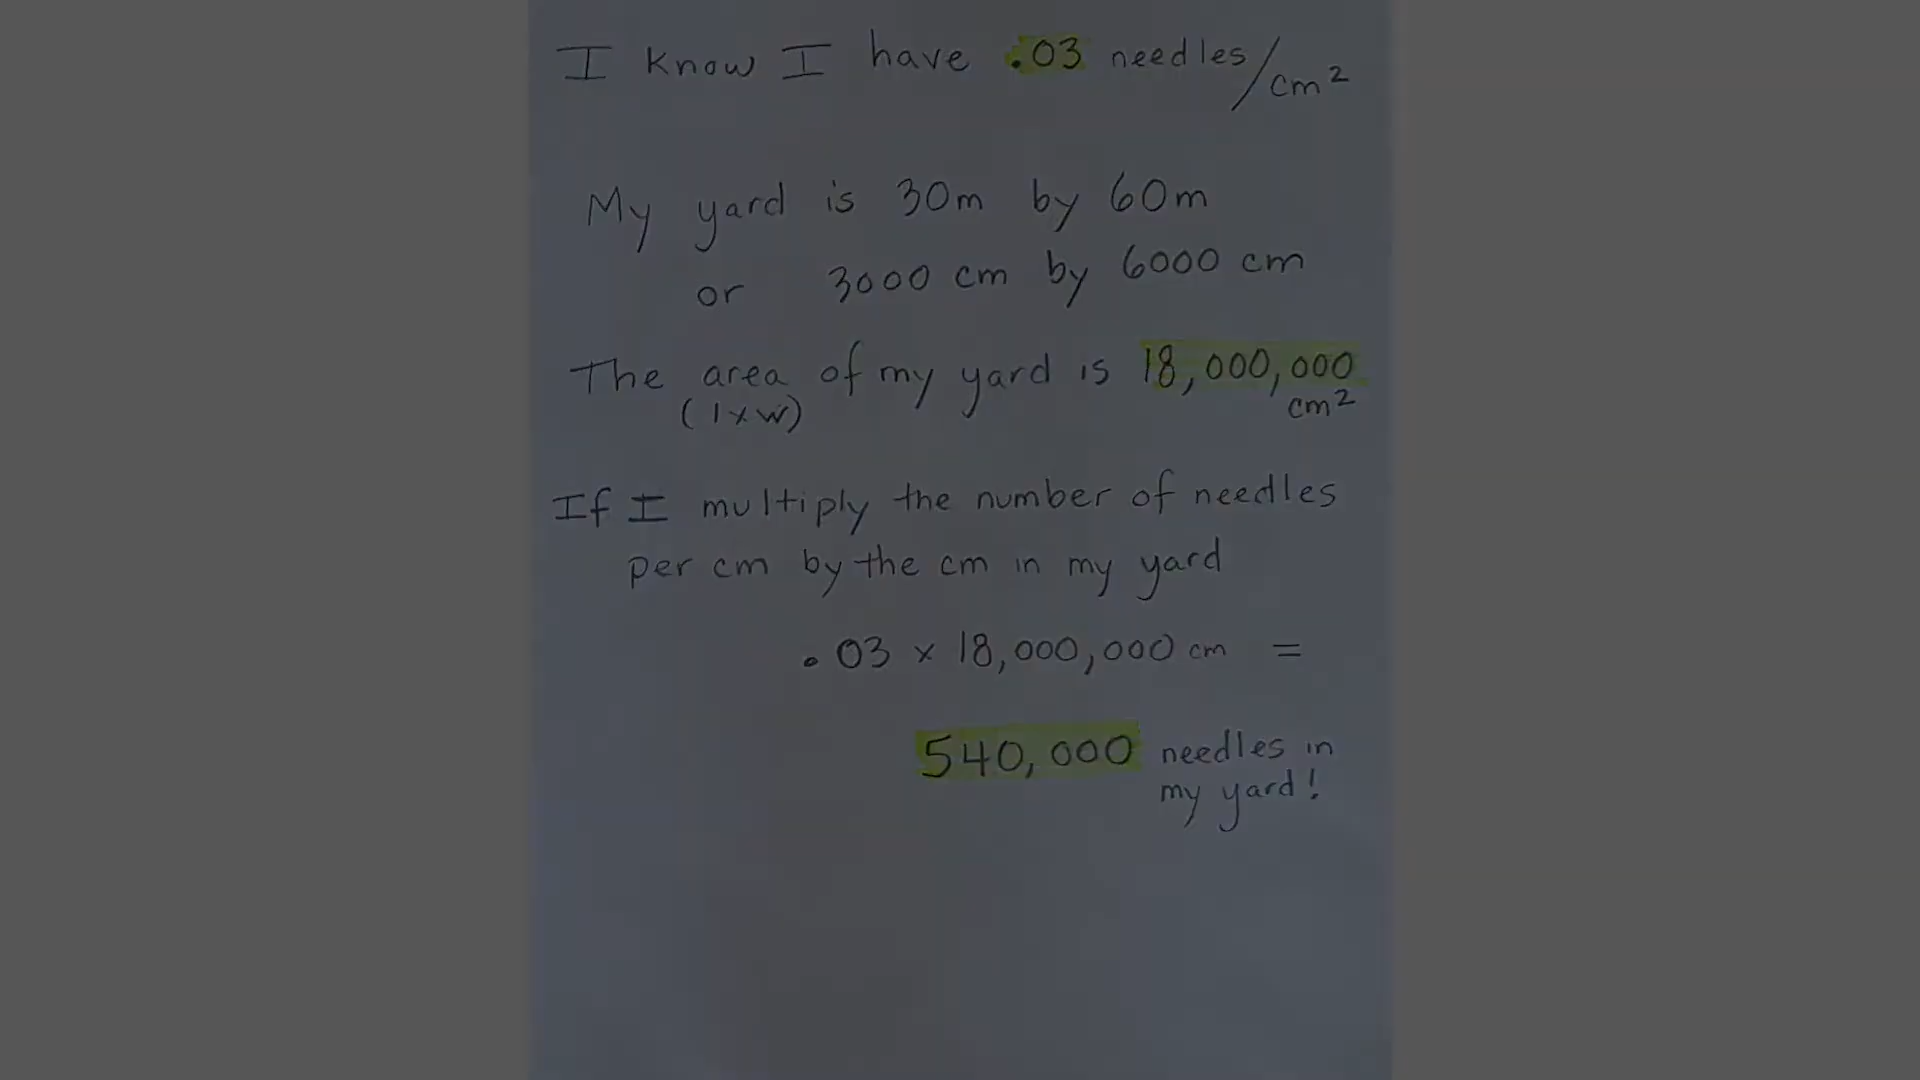 I know I have .03 needles/cm²
My yard is 30m by 60m
or 3000 cm by 6000 cm
The area of my yard is 18,000,000
(lxw) cm²
If I multiply the number of needles
per cm by the cm in my yard
.03 x 18,000,000 cm =
540,000 needles in
my yard!